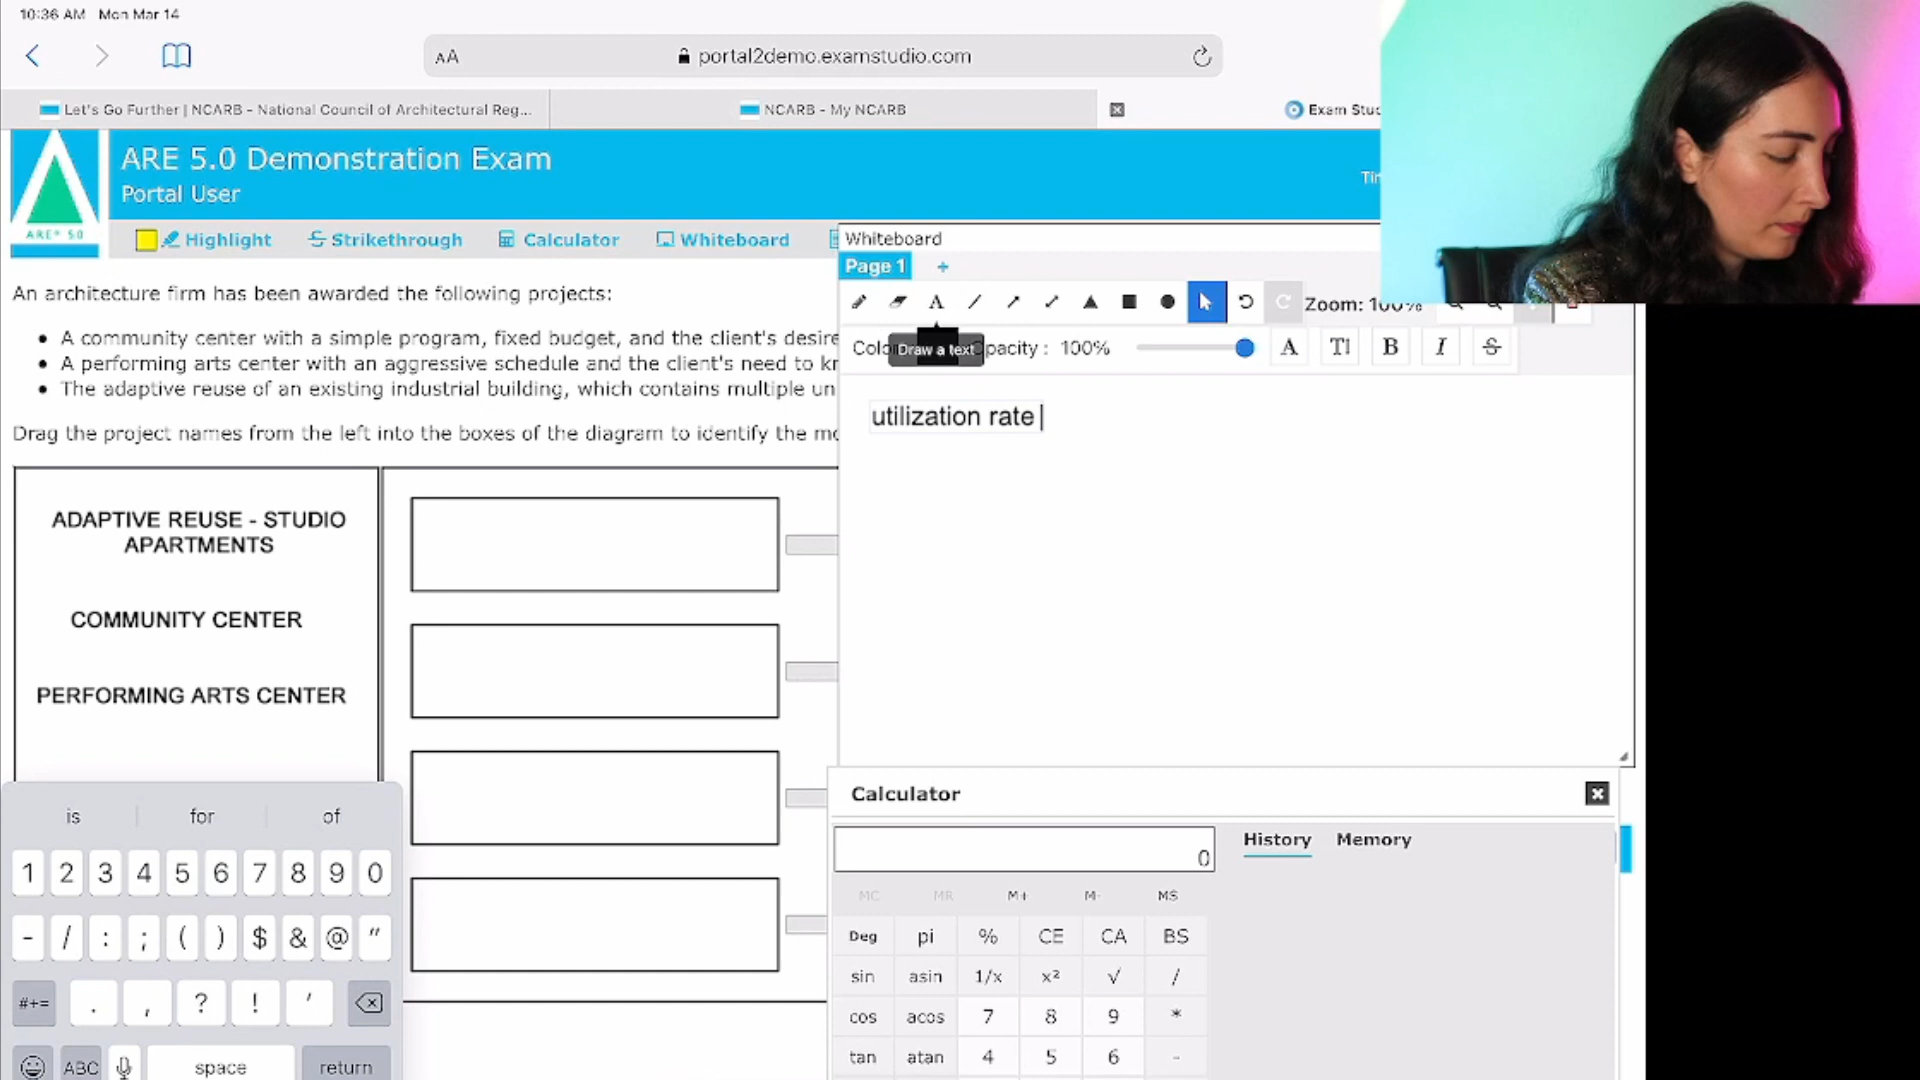 10:36 AM Mon Mar 14
AA portal2demo.examstudio.com
Let's Go Further | NCARB - National Council of Architectural Reg... NCARB - My NCARB Exam Stu
ARE 5.0 Demonstration Exam
Portal User
ARE® 5.0
Highlight Strikethrough Calculator Whiteboard
Whiteboard
Page 1 +
Zoom: 100%
Draw a text
Opacity : 100% A TI B I S
An architecture firm has been awarded the following projects:
• A community center with a simple program, fixed budget, and the client's desire
• A performing arts center with an aggressive schedule and the client's need to
• The adaptive reuse of an existing industrial building, which contains multiple
Drag the project names from the left into the boxes of the diagram to identify the
utilization rate
ADAPTIVE REUSE - STUDIO
APARTMENTS
COMMUNITY CENTER
PERFORMING ARTS CENTER
is for of
1 2 3 4 5 6 7 8 9 0
- / : ; ( ) $ & @ "
#+= . , ? ! '
ABC space return
Calculator
0
History Memory
MC MR M+ M- MS
Deg pi % CE CA BS
sin asin 1/x x² √ /
cos acos 7 8 9 *
tan atan 4 5 6 -